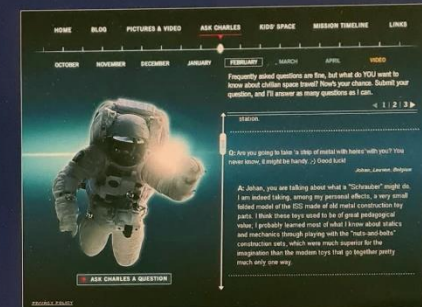 HOME BLOG PICTURES & VIDEO ASK CHARLES KIDS' SPACE MISSION TIMELINE LINKS
OCTOBER NOVEMBER DECEMBER JANUARY FEBRUARY MARCH APRIL VIDEO
Frequently asked questions are fine, but what do YOU want to
know about civilian space travel? Now's your chance. Submit your
question, and I'll answer as many questions as I can.
1 | 2 | 3
station.
Q: Are you going to take 'a strip of metal with holes' with you? You
never know, it might be handy ;-) Good luck!
Johan, Leuven, Belgium
A: Johan, you are talking about what a "Schrauber" might do.
I am indeed taking, among my personal effects, a very small
folded model of the ISS made of old metal construction toy
parts. I think these toys used to be of great pedagogical
value, I probably learned most of what I know about statics
and mechanics through playing with the "nuts-and-bolts"
construction sets, which were much superior for the
imagination than the modern toys that go together pretty
much only one way.
ASK CHARLES A QUESTION
PRIVACY POLICY